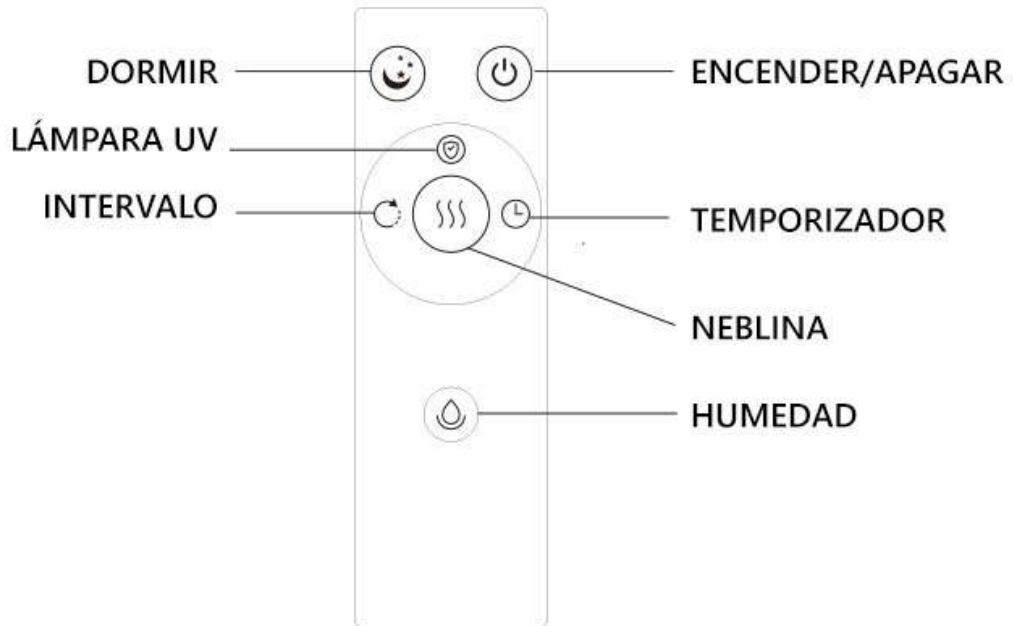 DORMIR
ENCENDER/APAGAR
LÁMPARA UV
INTERVALO
TEMPORIZADOR
NEBLINA
HUMEDAD